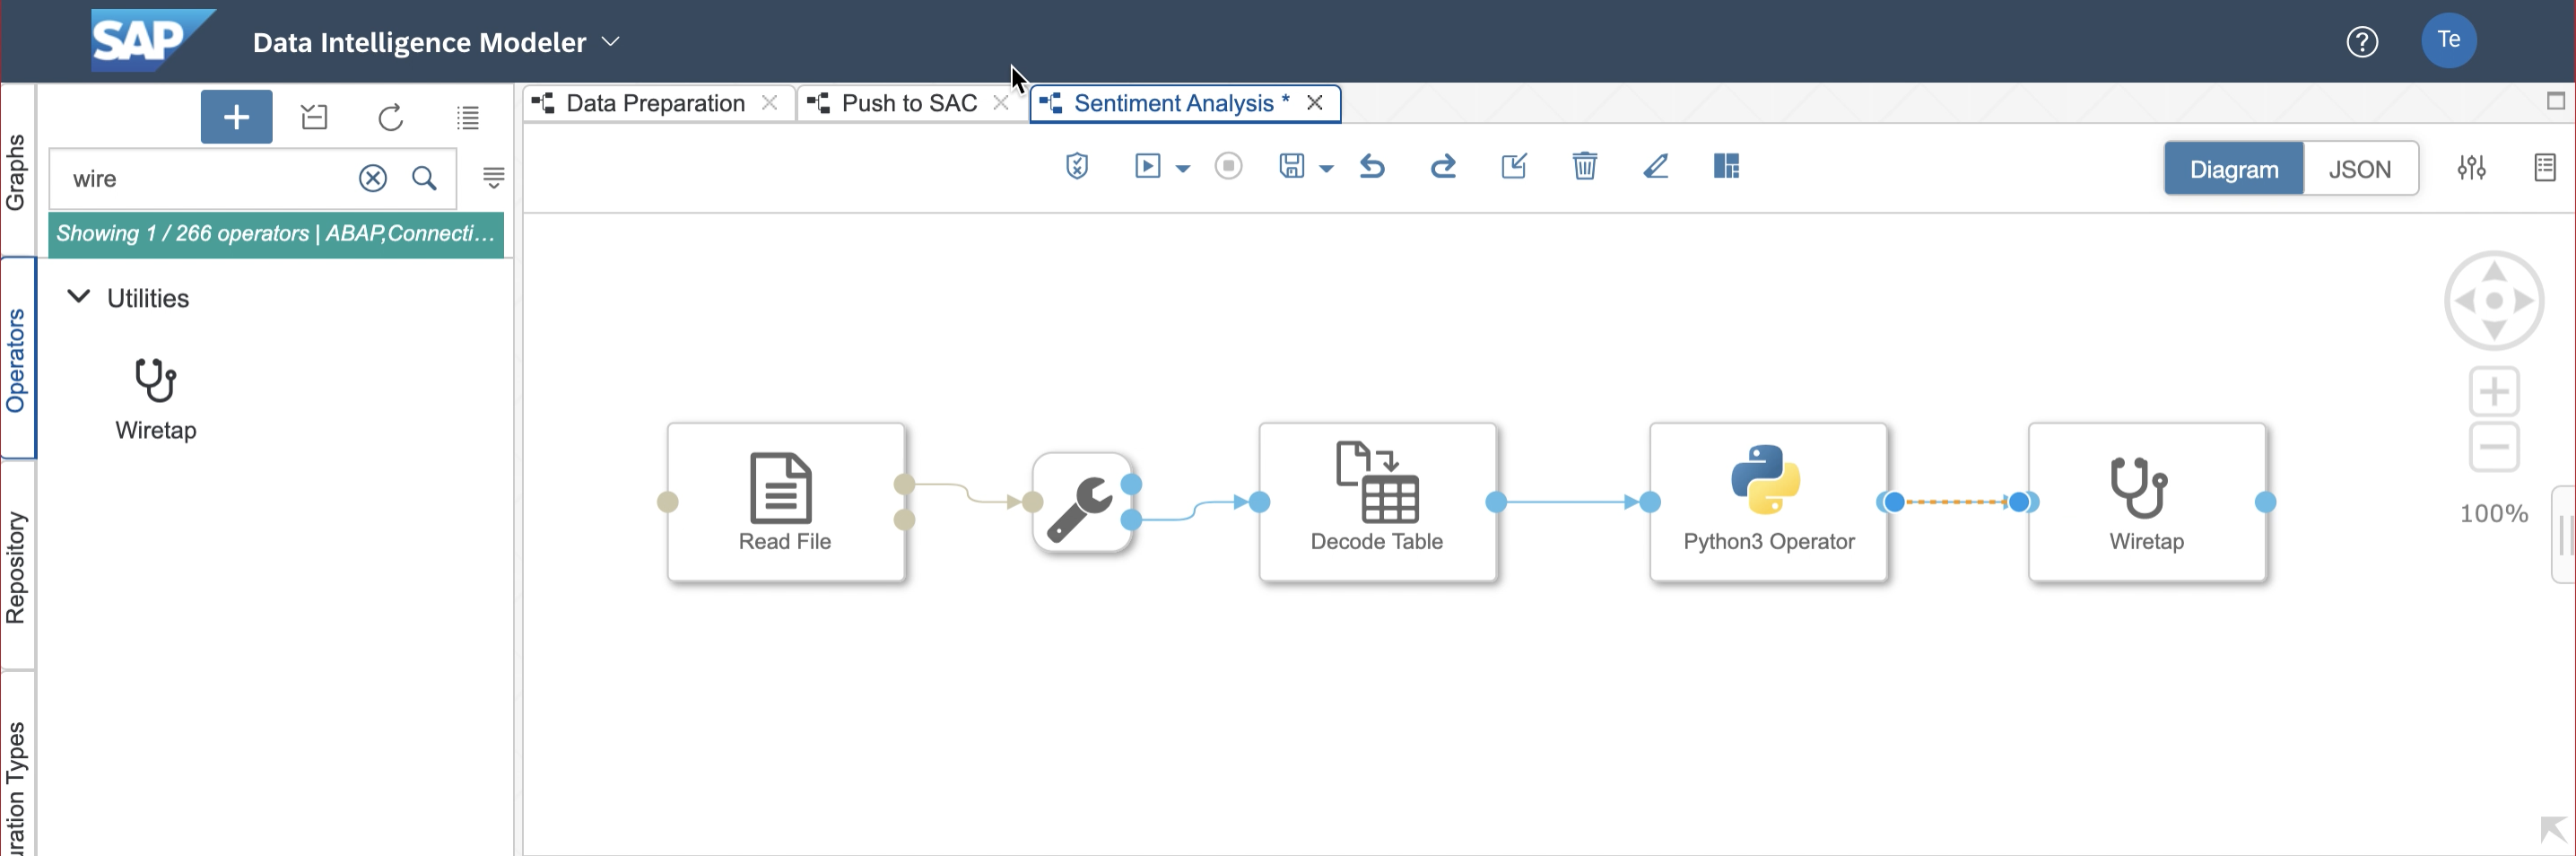 SAP
Data Intelligence Modeler
?
Te
Graphs
Operators
Repository
uration Types
wire
Showing 1 / 266 operators | ABAP,Connecti...
Utilities
Wiretap
Data Preparation
Push to SAC
Sentiment Analysis *
Diagram
JSON
Read File
Decode Table
Python3 Operator
Wiretap
100%